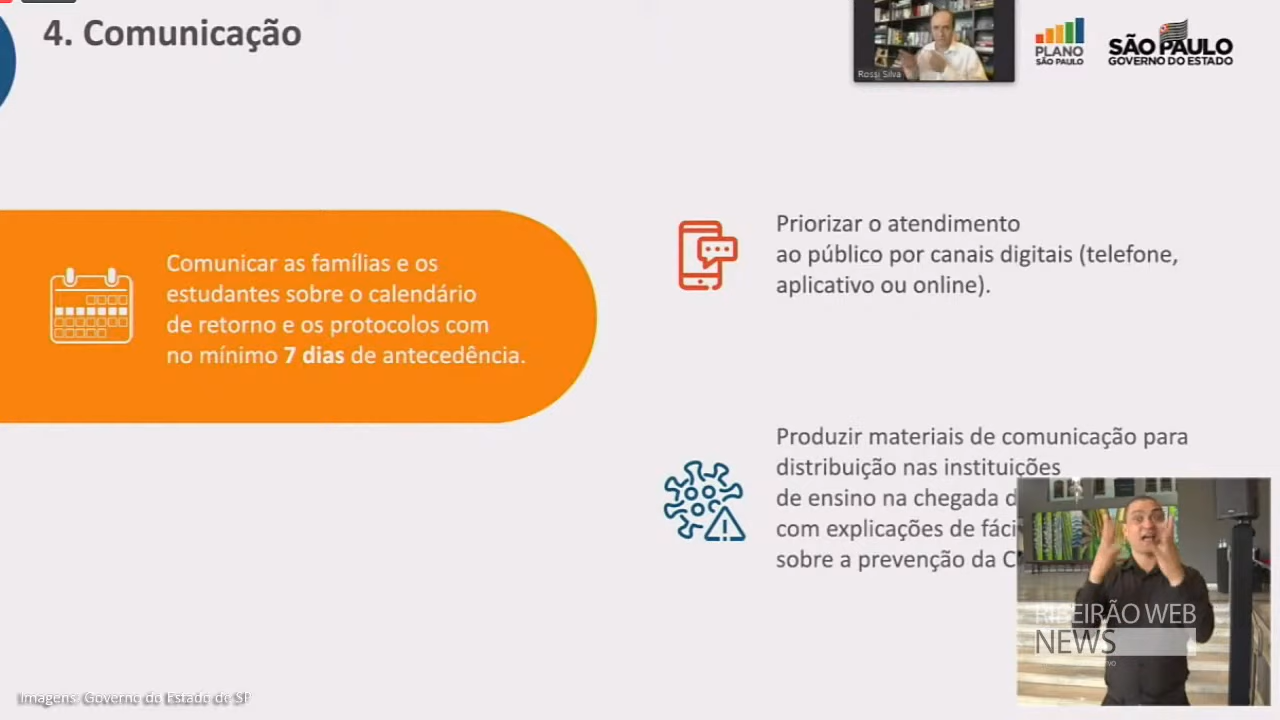 4. Comunicação
Rossi Silva
PLANO
SÃO PAULO
SÃO PAULO
GOVERNO DO ESTADO
Comunicar as famílias e os
estudantes sobre o calendário
de retorno e os protocolos com
no mínimo 7 dias de antecedência.
Priorizar o atendimento
ao público por canais digitais (telefone,
aplicativo ou online).
Produzir materiais de comunicação para
distribuição nas instituições
de ensino na chegada d
com explicações de fáci
sobre a prevenção da C
RIBEIRÃO WEB
NEWS
Imagens: Governo do Estado de SP